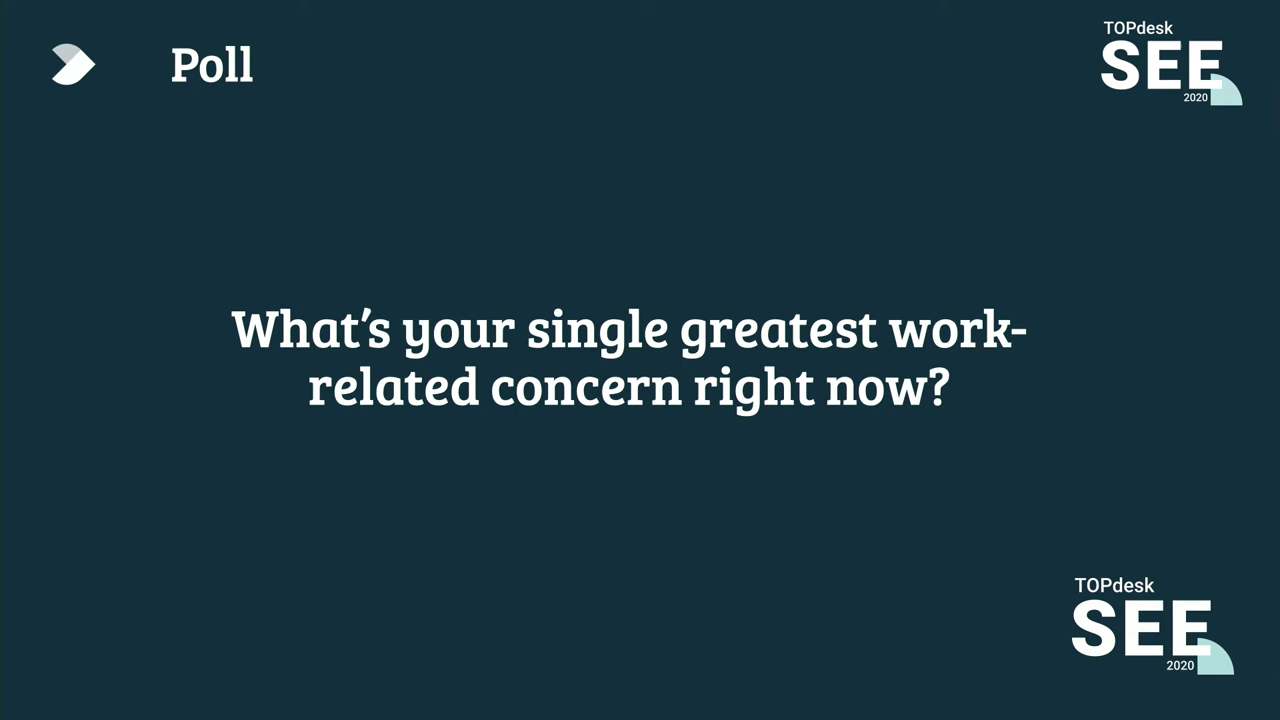 Poll
TOPdesk
SEE
2020
What's your single greatest work-
related concern right now?
TOPdesk
SEE
2020